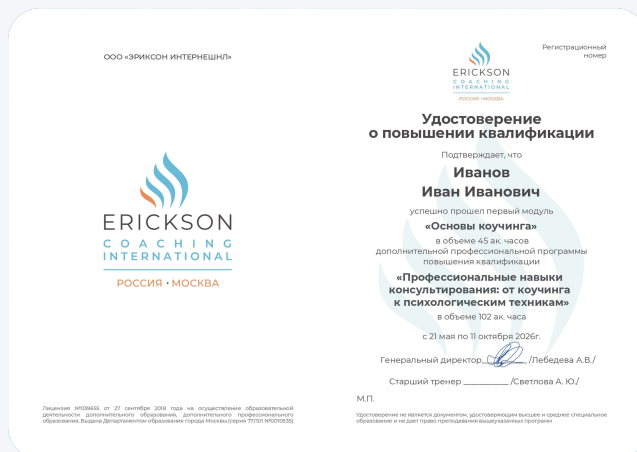 ООО «ЭРИКСОН ИНТЕРНЕШНЛ»
ERICKSON
COACHING
INTERNATIONAL
РОССИЯ • МОСКВА
Лицензия №039655 от 27 сентября 2018 года на осуществление образовательной
деятельности дополнительного образования, дополнительного профессионального
образования. Выдана Департаментом образования города Москвы (серия 77Л01 №0010535)
Регистрационный
номер
ERICKSON
COACHING
INTERNATIONAL
РОССИЯ • МОСКВА
Удостоверение
о повышении квалификации
Подтверждает, что
Иванов
Иван Иванович
успешно прошел первый модуль
«Основы коучинга»
в объеме 45 ак. часов
дополнительной профессиональной программы
повышения квалификации
«Профессиональные навыки
консультирования: от коучинга
к психологическим техникам»
в объеме 102 ак. часа
с 21 мая по 11 октября 2026г.
Генеральный директор /Лебедева А.В./
Старший тренер __________ /Светлова А. Ю./
М.П.
Удостоверение не является документом, удостоверяющим высшее и среднее специальное
образование и не дает право преподавания вышеуказанных программ